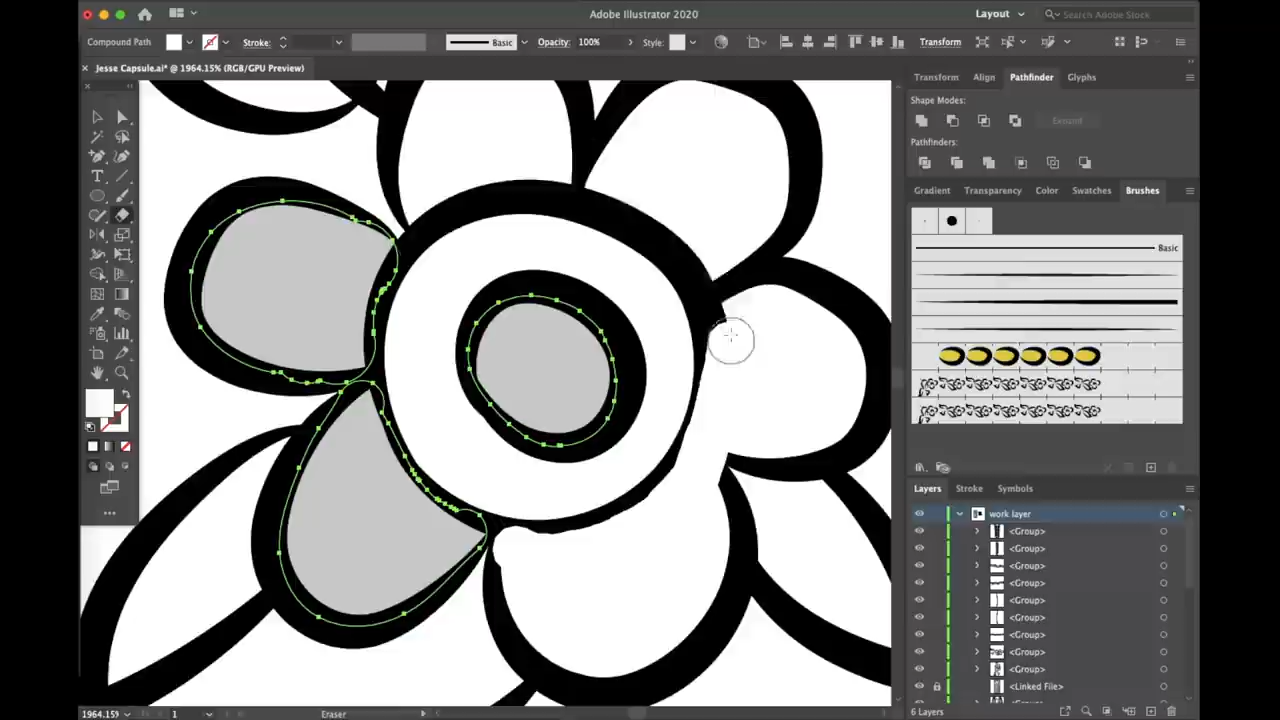 Adobe Illustrator 2020
Layout
Search Adobe Stock
Compound Path
Stroke:
Basic
Opacity: 100%
Style:
Transform
× Jesse Capsule.ai* @ 1964.15% (RGB/GPU Preview)
Transform Align Pathfinder Glyphs
Shape Modes:
Expand
Pathfinders:
Gradient Transparency Color Swatches Brushes
Basic
Layers Stroke Symbols
work layer
<Group>
<Group>
<Group>
<Group>
<Group>
<Group>
<Group>
<Group>
<Group>
<Linked File>
1964.159
1
Eraser
6 Layers